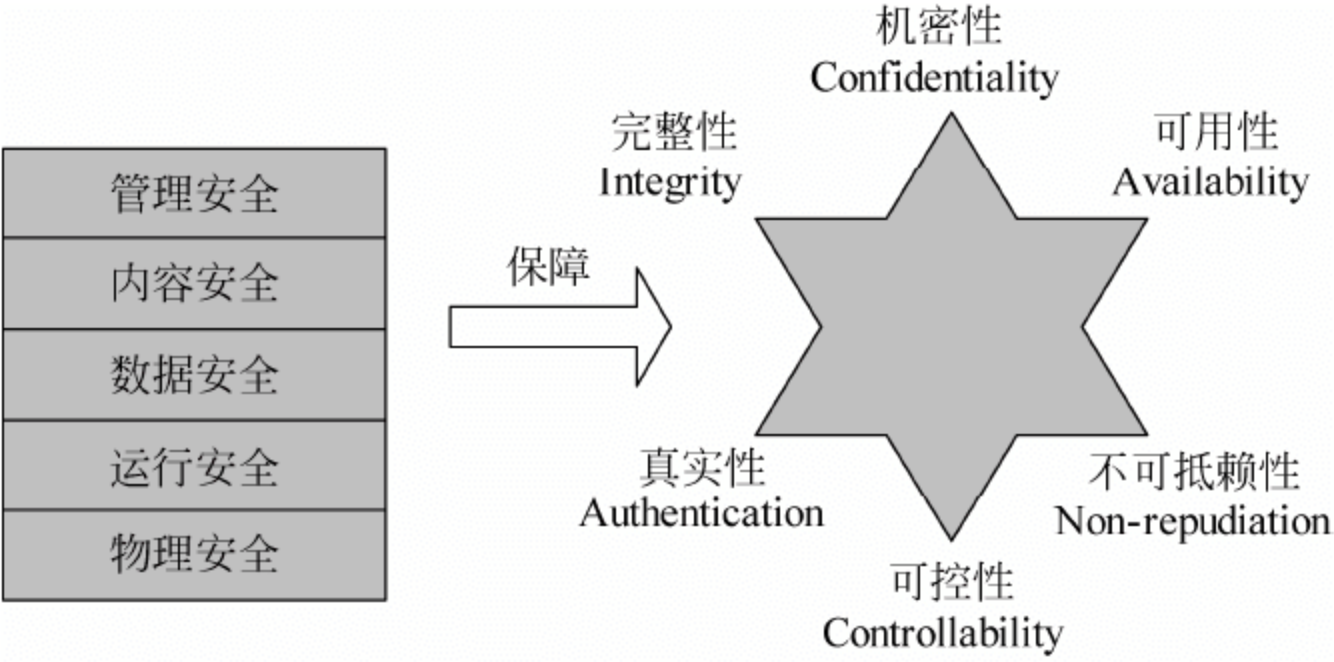 管理安全
内容安全
数据安全
运行安全
物理安全
保障
机密性
Confidentiality
完整性
Integrity
可用性
Availability
真实性
Authentication
不可抵赖性
Non-repudiation
可控性
Controllability